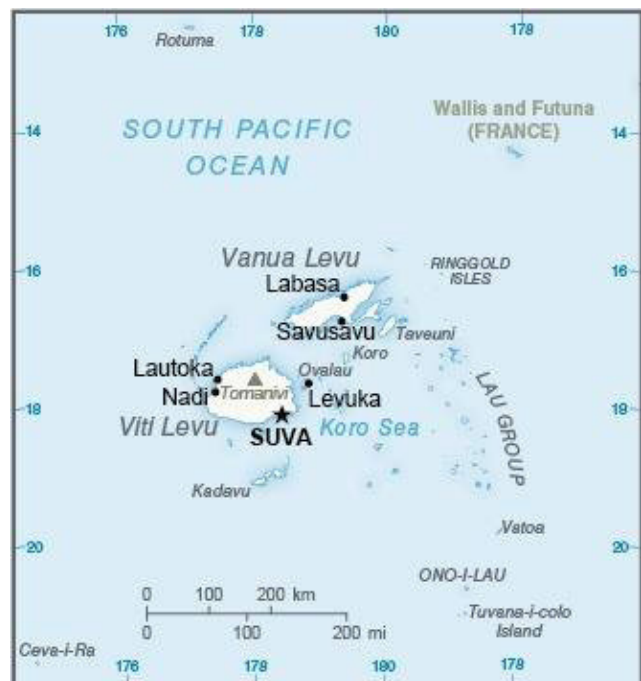 176 178 180 178
Rotuma
Wallis and Futuna
(FRANCE)
14 14
SOUTH PACIFIC
OCEAN
16 16
Vanua Levu
RINGGOLD
ISLES
Labasa
Savusavu
Taveuni
Koro
Lautoka
Ovalau
Nadi
Tomanivi
Levuka
LAU GROUP
18 18
Viti Levu
SUVA
Koro Sea
Kadavu
Vatoa
20 20
ONO-I-LAU
0 100 200 km
0 100 200 mi
Tuvana-i-colo
Island
Ceva-i-Ra
176 178 180 178